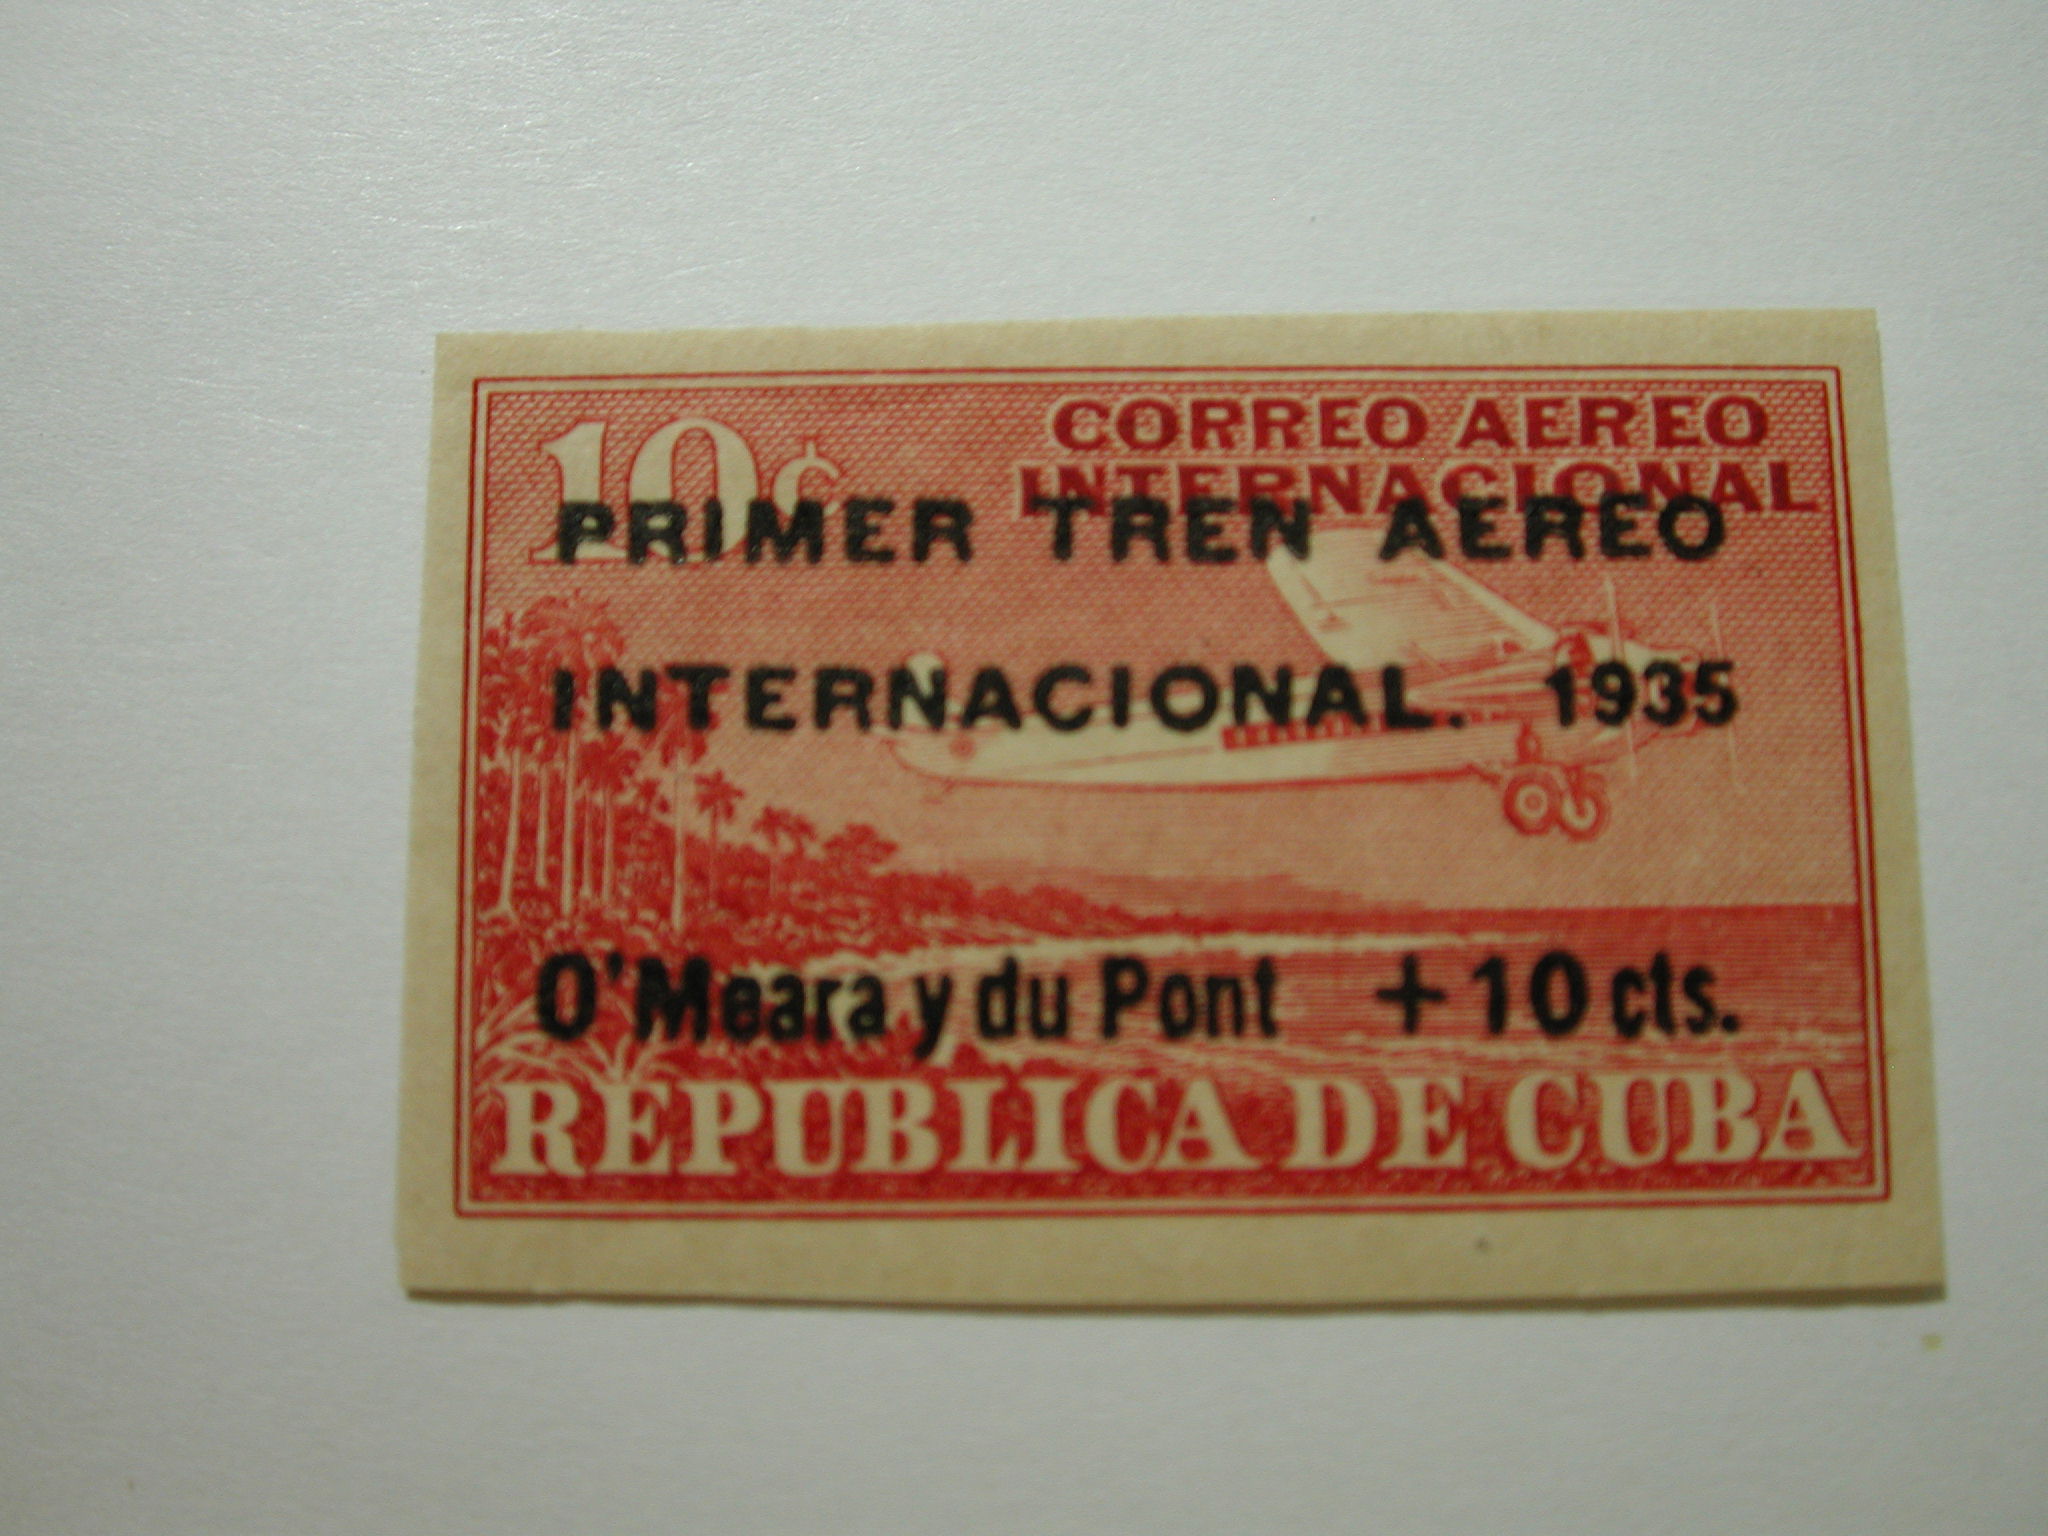 10¢
CORREO AEREO
INTERNACIONAL
PRIMER TREN AEREO
INTERNACIONAL. 1935
O'Meara y du Pont +10 cts.
REPUBLICA DE CUBA